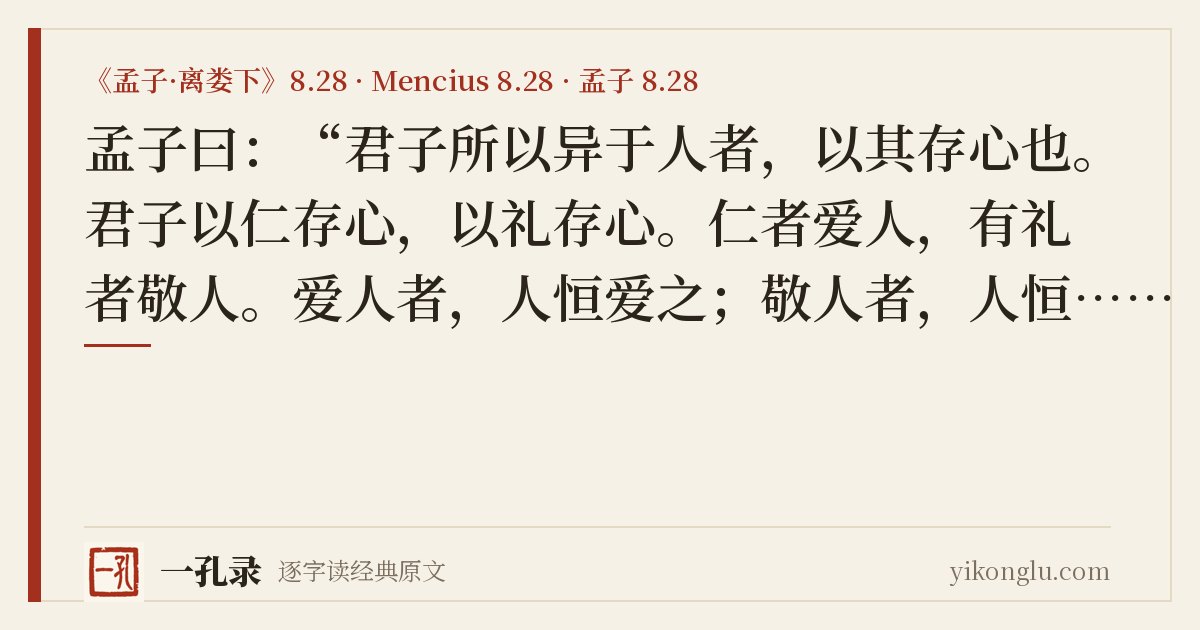 《孟子·离娄下》8.28 · Mencius 8.28 · 孟子 8.28
孟子曰：“君子所以异于人者，以其存心也。
君子以仁存心，以礼存心。仁者爱人，有礼
者敬人。爱人者，人恒爱之；敬人者，人恒……
一孔
一孔录 逐字读经典原文
yikonglu.com